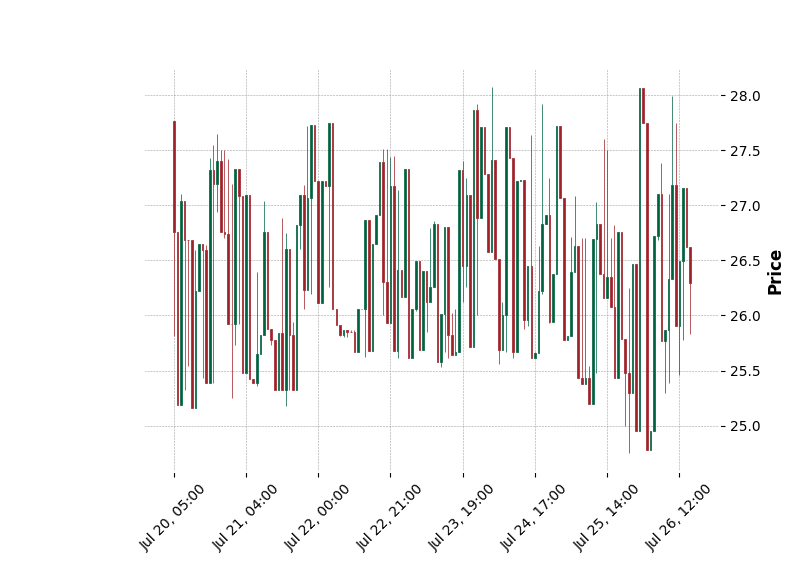 28.0
27.5
27.0
26.5
26.0
25.5
25.0
Price
Jul 20, 05:00
Jul 21, 04:00
Jul 22, 00:00
Jul 22, 21:00
Jul 23, 19:00
Jul 24, 17:00
Jul 25, 14:00
Jul 26, 12:00